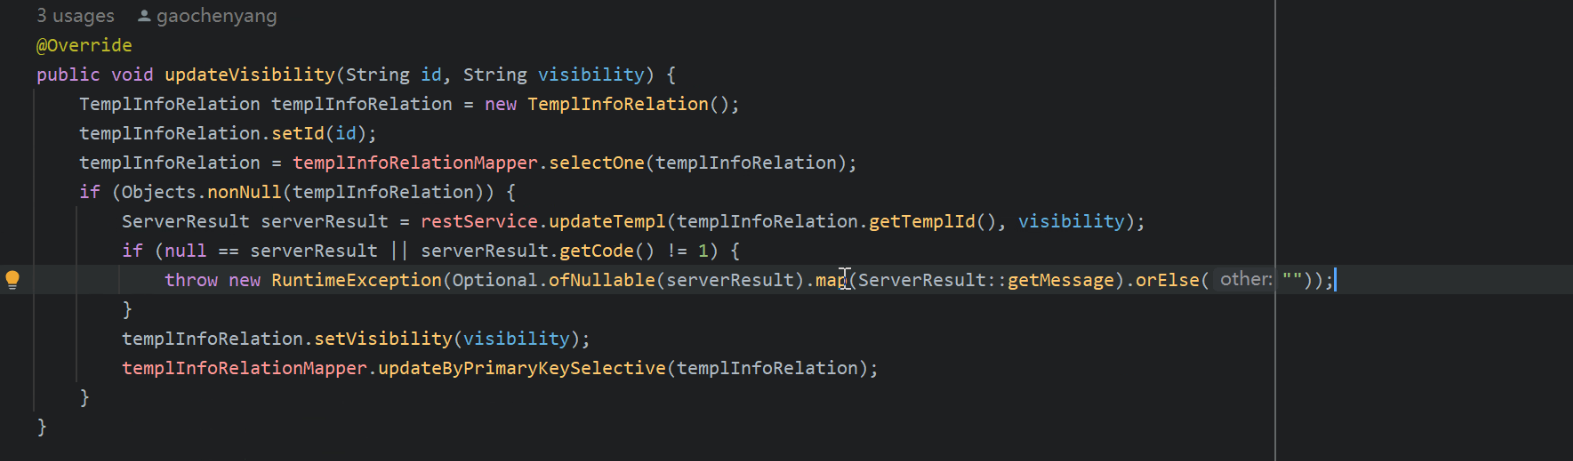 3 usages gaochenyang
@Override
public void updateVisibility(String id, String visibility) {
TemplInfoRelation templInfoRelation = new TemplInfoRelation();
templInfoRelation.setId(id);
templInfoRelation = templInfoRelationMapper.selectOne(templInfoRelation);
if (Objects.nonNull(templInfoRelation)) {
ServerResult serverResult = restService.updateTempl(templInfoRelation.getTemplId(), visibility);
if (null == serverResult || serverResult.getCode() != 1) {
throw new RuntimeException(Optional.ofNullable(serverResult).map(ServerResult::getMessage).orElse( other: ""));
}
templInfoRelation.setVisibility(visibility);
templInfoRelationMapper.updateByPrimaryKeySelective(templInfoRelation);
}
}